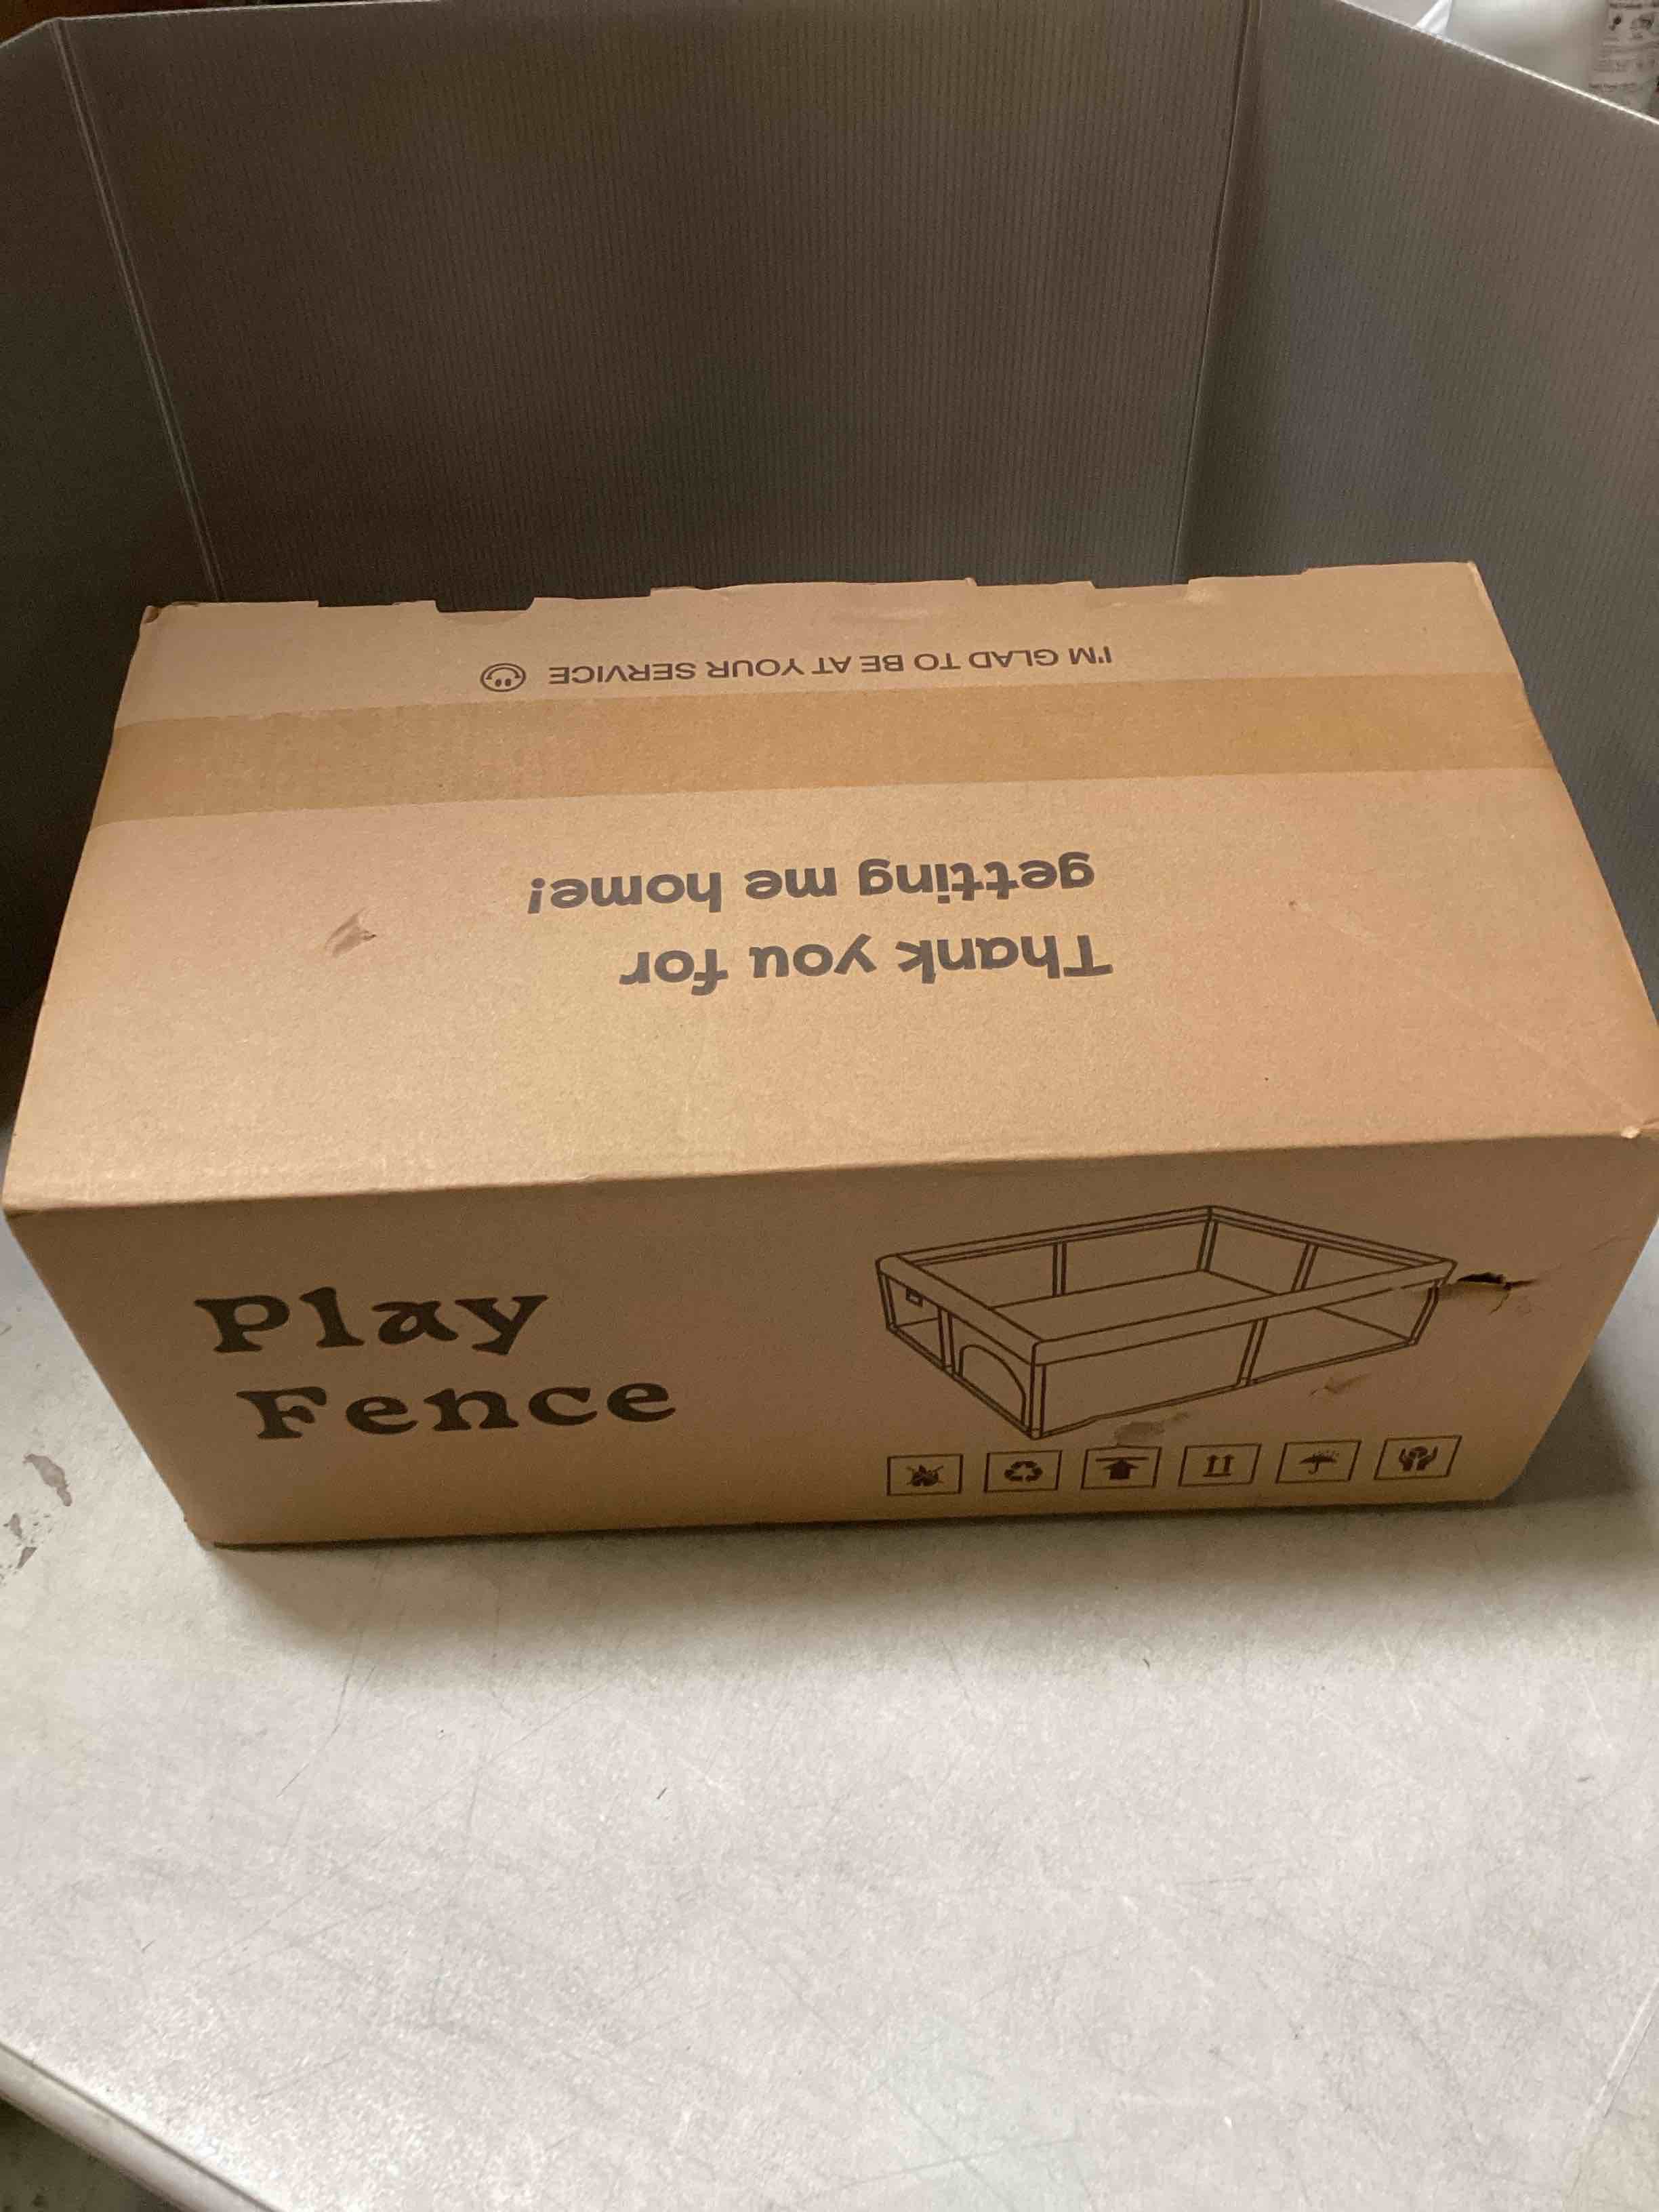 I'M GLAD TO BE AT YOUR SERVICE
Thank you for
getting me home!
Play
Fence